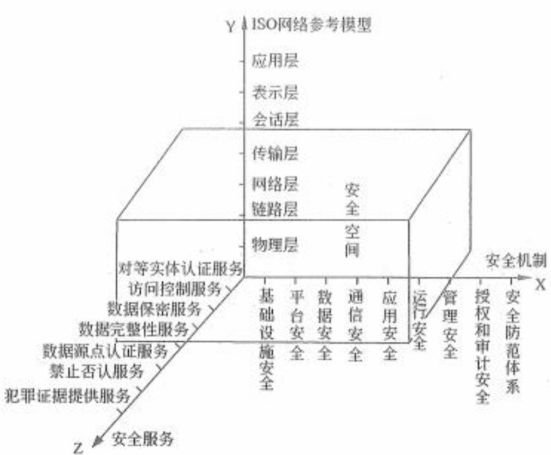 Y ISO网络参考模型
应用层
表示层
会话层
传输层
网络层
链路层
物理层
安全空间
安全机制
X
对等实体认证服务
访问控制服务
数据保密服务
数据完整性服务
数据源点认证服务
禁止否认服务
犯罪证据提供服务
Z 安全服务
基础设施安全
平台安全
数据安全
通信安全
应用安全
运行安全
管理安全
授权和审计安全
安全防范体系